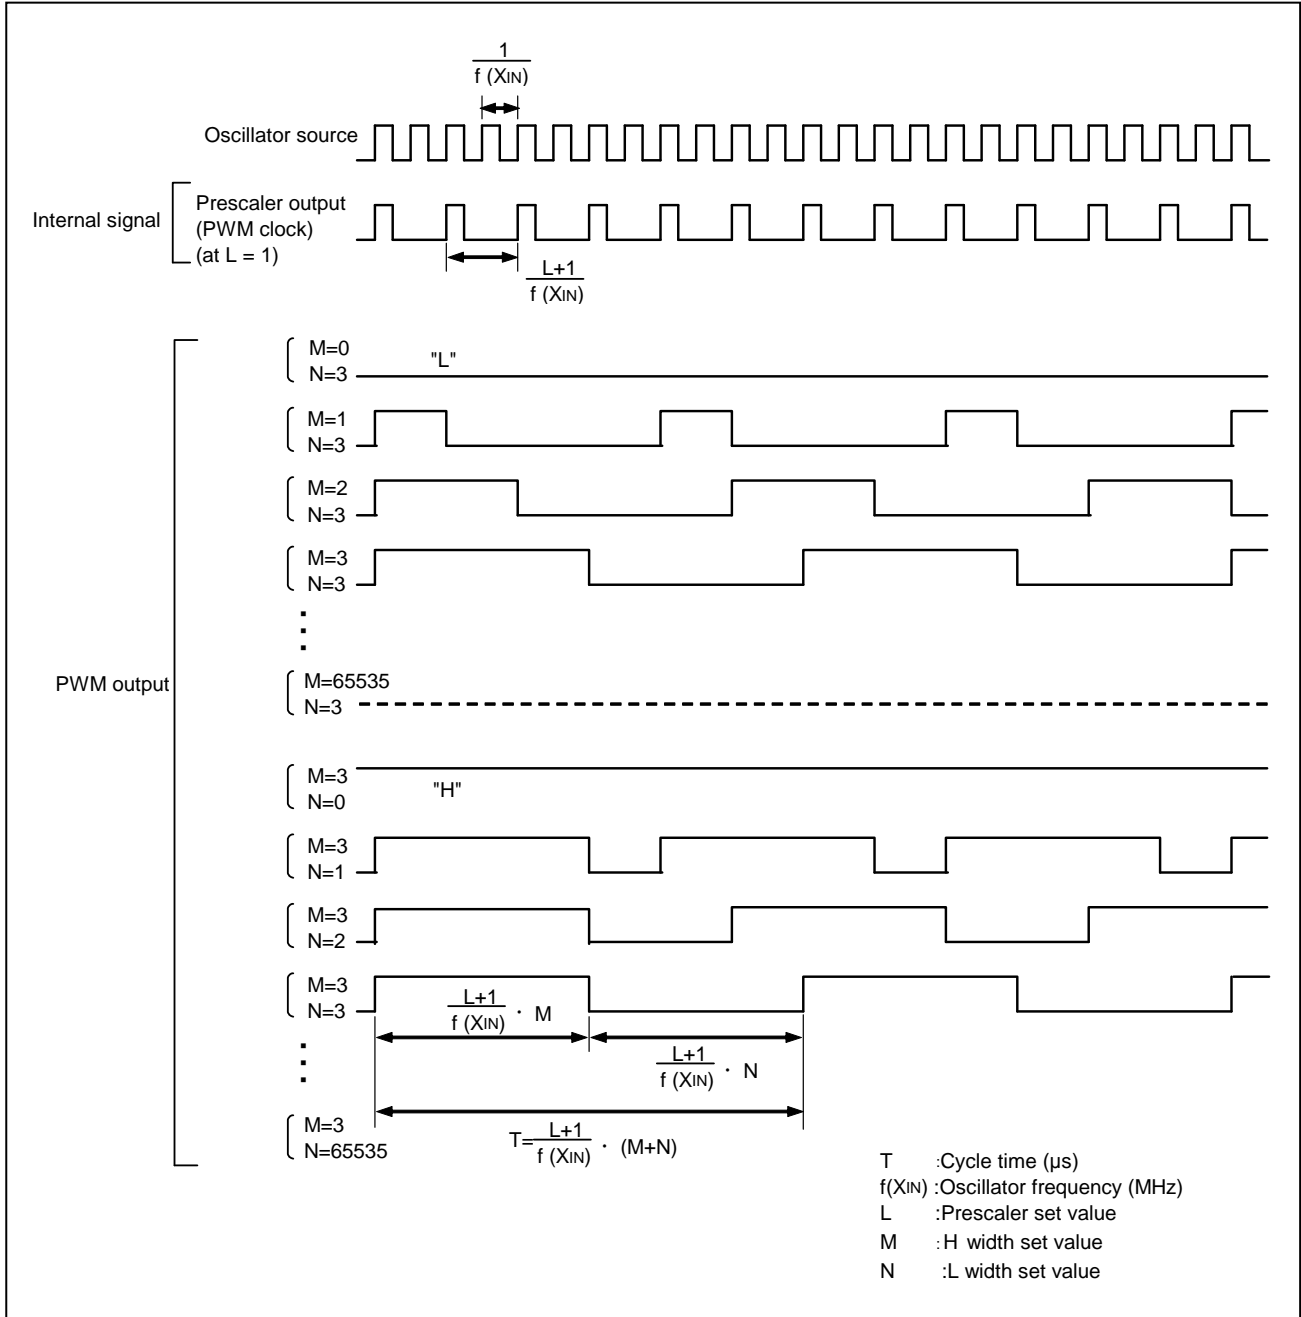 1
f (XIN)
Oscillator source
Internal signal
Prescaler output
(PWM clock)
(at L = 1)
L+1
f (XIN)
M=0
N=3
"L"
M=1
N=3
M=2
N=3
M=3
N=3
PWM output
M=65535
N=3
M=3
N=0
"H"
M=3
N=1
M=3
N=2
M=3
N=3
L+1
f (XIN)
· M
L+1
f (XIN)
· N
M=3
N=65535
T=
L+1
f (XIN)
· (M+N)
T :Cycle time (µs)
f(XIN) :Oscillator frequency (MHz)
L :Prescaler set value
M :H width set value
N :L width set value